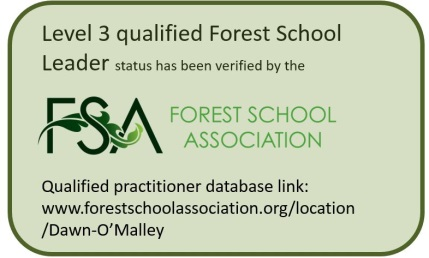 Level 3 qualified Forest School
Leader status has been verified by the
FSA FOREST SCHOOL
ASSOCIATION
Qualified practitioner database link:
www.forestschoolassociation.org/location
/Dawn-O’Malley